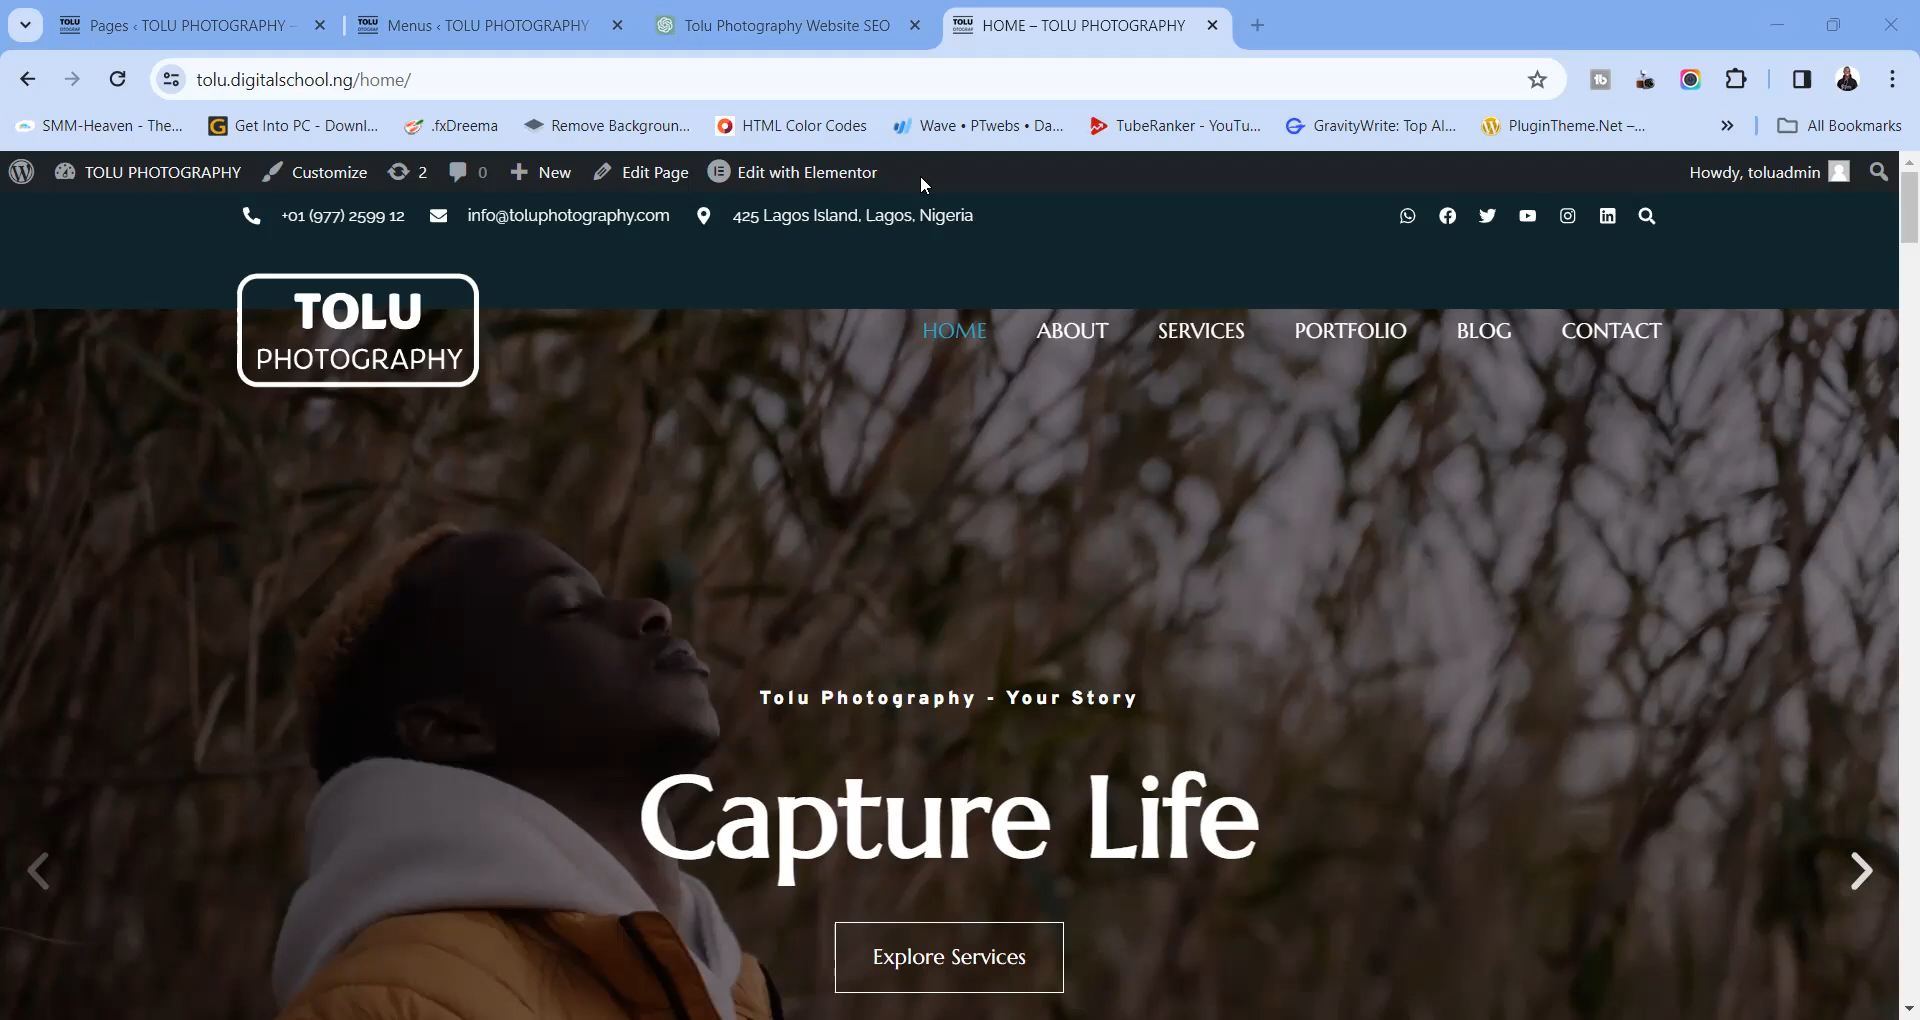 Pages ‹ TOLU PHOTOGRAPHY –
Menus ‹ TOLU PHOTOGRAPHY
Tolu Photography Website SEO
HOME – TOLU PHOTOGRAPHY
tolu.digitalschool.ng/home/
SMM-Heaven - The...
Get Into PC - Downl...
.fxDreema
Remove Backgroun...
HTML Color Codes
Wave • PTwebs • Da...
TubeRanker - YouTu...
GravityWrite: Top AI...
PluginTheme.Net –...
All Bookmarks
TOLU PHOTOGRAPHY
Customize
2
0
New
Edit Page
Edit with Elementor
Howdy, toluadmin
+01 (977) 2599 12
info@toluphotography.com
425 Lagos Island, Lagos, Nigeria
TOLU
PHOTOGRAPHY
HOME
ABOUT
SERVICES
PORTFOLIO
BLOG
CONTACT
Tolu Photography - Your Story
Capture Life
Explore Services